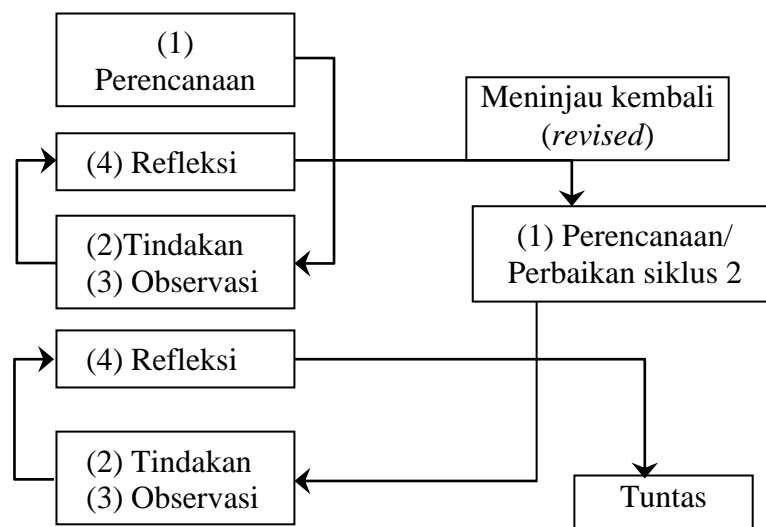 (1)
Perencanaan
Meninjau kembali
(revised)
(4) Refleksi
(2)Tindakan
(3) Observasi
(1) Perencanaan/
Perbaikan siklus 2
(4) Refleksi
(2) Tindakan
(3) Observasi
Tuntas